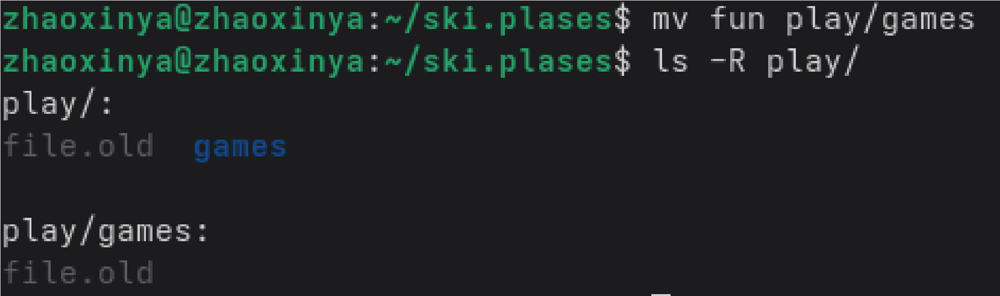 zhaoxinya@zhaoxinya:~/ski.plases$ mv fun play/games
zhaoxinya@zhaoxinya:~/ski.plases$ ls -R play/
play/:
file.old  games
play/games:
file.old